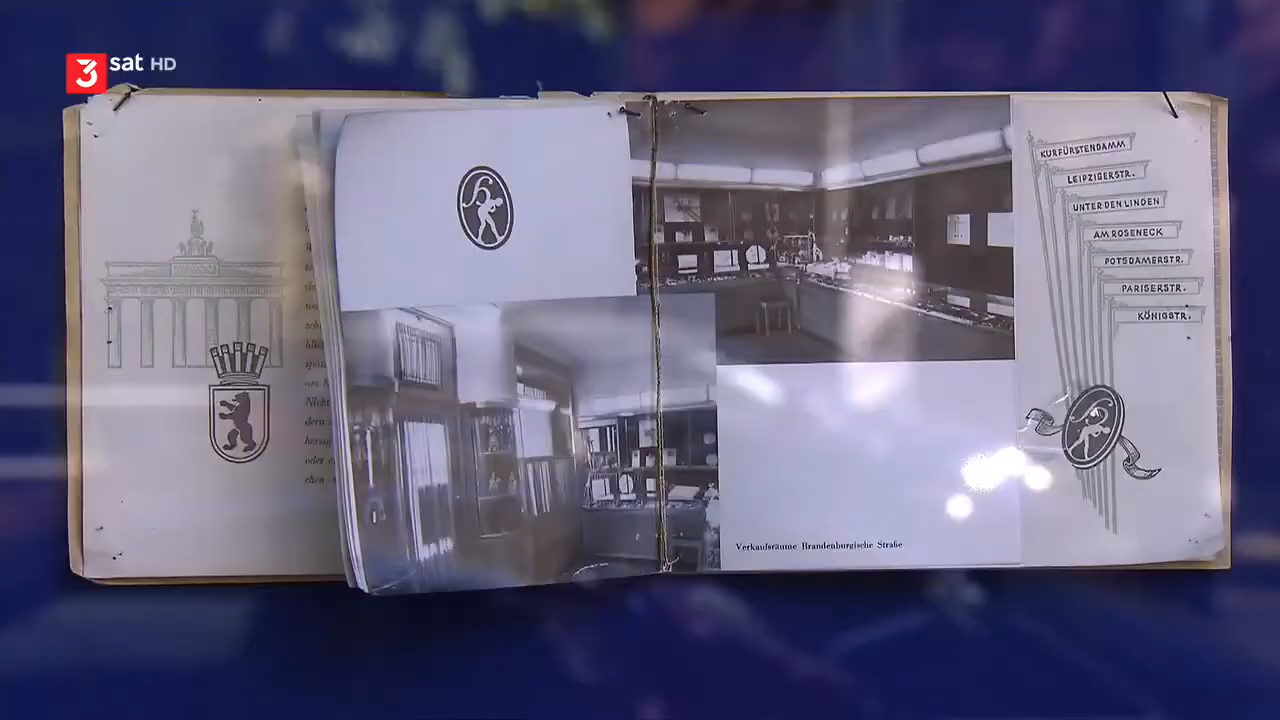 3sat HD
KURFÜRSTENDAMM
LEIPZIGERSTR.
UNTER DEN LINDEN
AM ROSENECK
POTSDAMERSTR.
PARISERSTR.
KÖNIGSTR.
Verkaufsräume Brandenburgische Straße